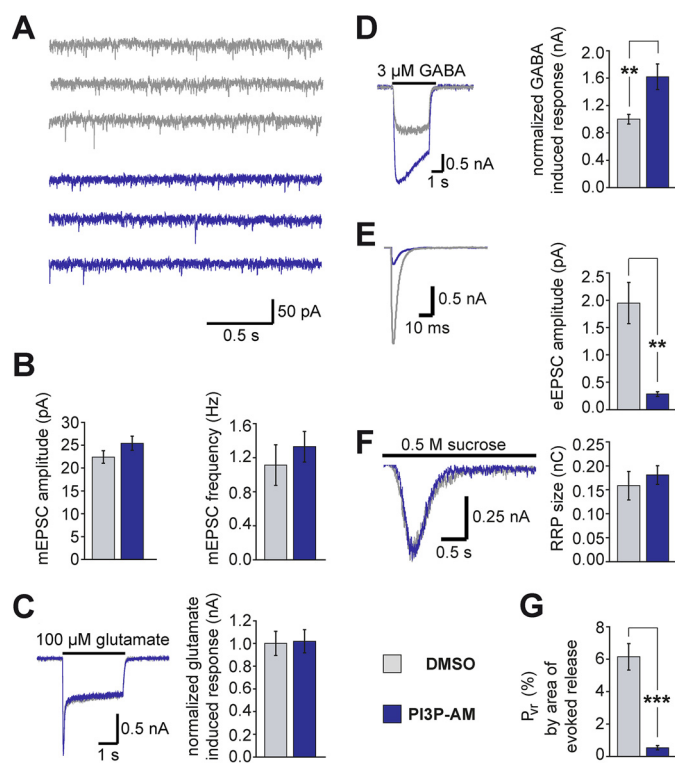 A
50 pA
0.5 s
B
mEPSC amplitude (pA)
30
25
20
15
10
5
0
mEPSC frequency (Hz)
1.6
1.2
0.8
0.4
0.0
C
100 µM glutamate
0.5 nA
1 s
normalized glutamate
induced response (nA)
1.2
1.0
0.8
0.6
0.4
0.2
0.0
D
3 µM GABA
0.5 nA
1 s
normalized GABA
induced response (nA)
2.0
1.6
1.2
0.8
0.4
0.0
**
E
0.5 nA
10 ms
eEPSC amplitude (pA)
2.5
2.0
1.5
1.0
0.5
0.0
**
F
0.5 M sucrose
0.25 nA
0.5 s
RRP size (nC)
0.20
0.15
0.10
0.05
0.00
DMSO
PI3P-AM
G
Pvr (%)
by area of
evoked release
8
6
4
2
0
***